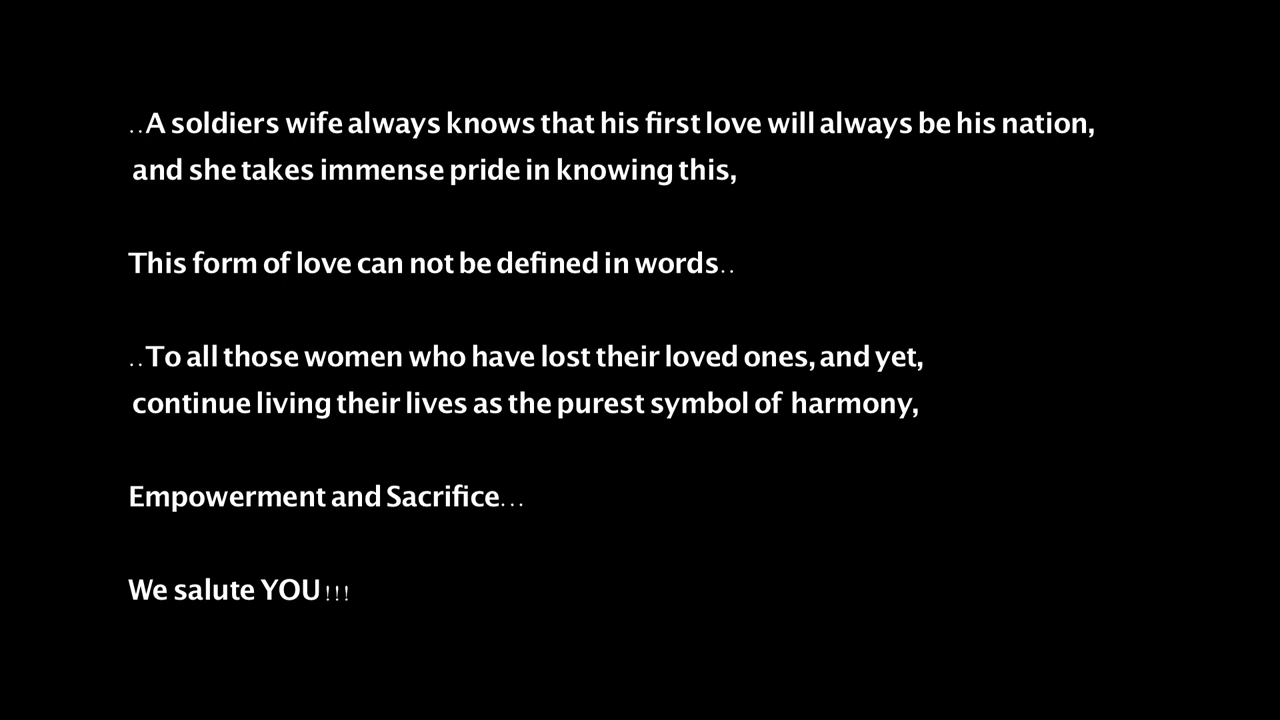 ..A soldiers wife always knows that his first love will always be his nation,
and she takes immense pride in knowing this,
This form of love can not be defined in words..
..To all those women who have lost their loved ones, and yet,
continue living their lives as the purest symbol of harmony,
Empowerment and Sacrifice...
We salute YOU!!!